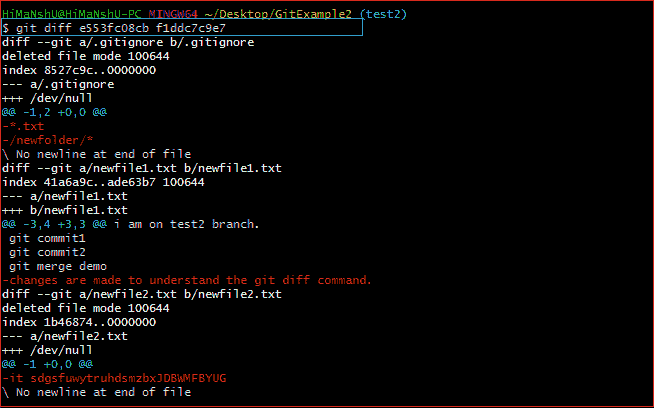 HiMaNshU@HiMaNshU-PC MINGW64 ~/Desktop/GitExample2 (test2)
$ git diff e553fc08cb f1ddc7c9e7
diff --git a/.gitignore b/.gitignore
deleted file mode 100644
index 8527c9c..0000000
--- a/.gitignore
+++ /dev/null
@@ -1,2 +0,0 @@
-*.txt
-/newfolder/*
\ No newline at end of file
diff --git a/newfile1.txt b/newfile1.txt
index 41a6a9c..ade63b7 100644
--- a/newfile1.txt
+++ b/newfile1.txt
@@ -3,4 +3,3 @@ i am on test2 branch.
 git commit1
 git commit2
 git merge demo
-changes are made to understand the git diff command.
diff --git a/newfile2.txt b/newfile2.txt
deleted file mode 100644
index 1b46874..0000000
--- a/newfile2.txt
+++ /dev/null
@@ -1 +0,0 @@
-it sdgsfuwytruhdsmzbxJDBWMFBYUG
\ No newline at end of file